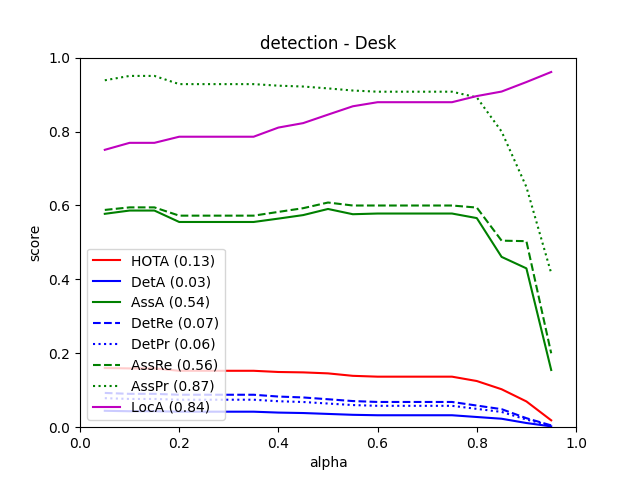 detection - Desk
score
1.0
0.8
0.6
0.4
0.2
0.0
HOTA (0.13)
DetA (0.03)
AssA (0.54)
DetRe (0.07)
DetPr (0.06)
AssRe (0.56)
AssPr (0.87)
LocA (0.84)
0.0 0.2 0.4 0.6 0.8 1.0
alpha